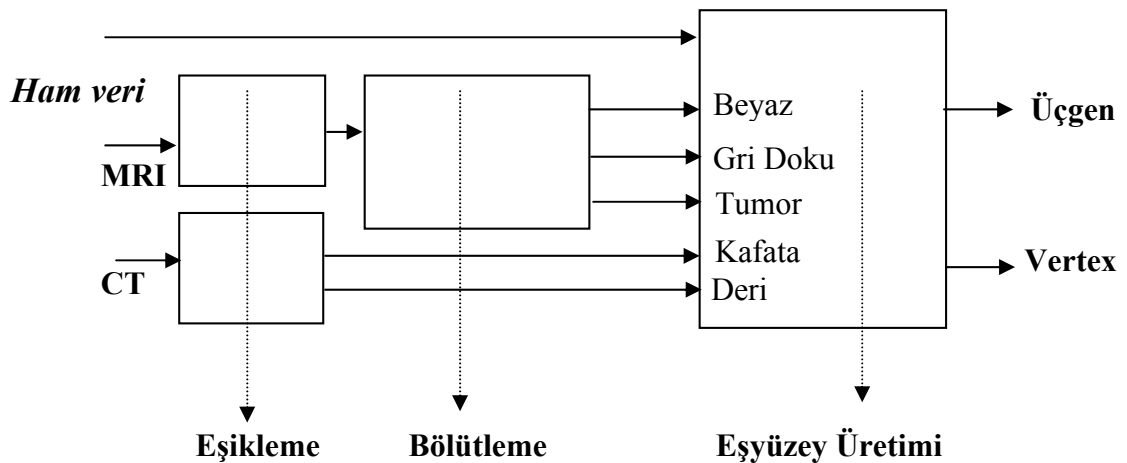 Ham veri
MRI
CT
Beyaz
Gri Doku
Tumor
Kafata
Deri
Üçgen
Vertex
Eşikleme
Bölütleme
Eşyüzey Üretimi